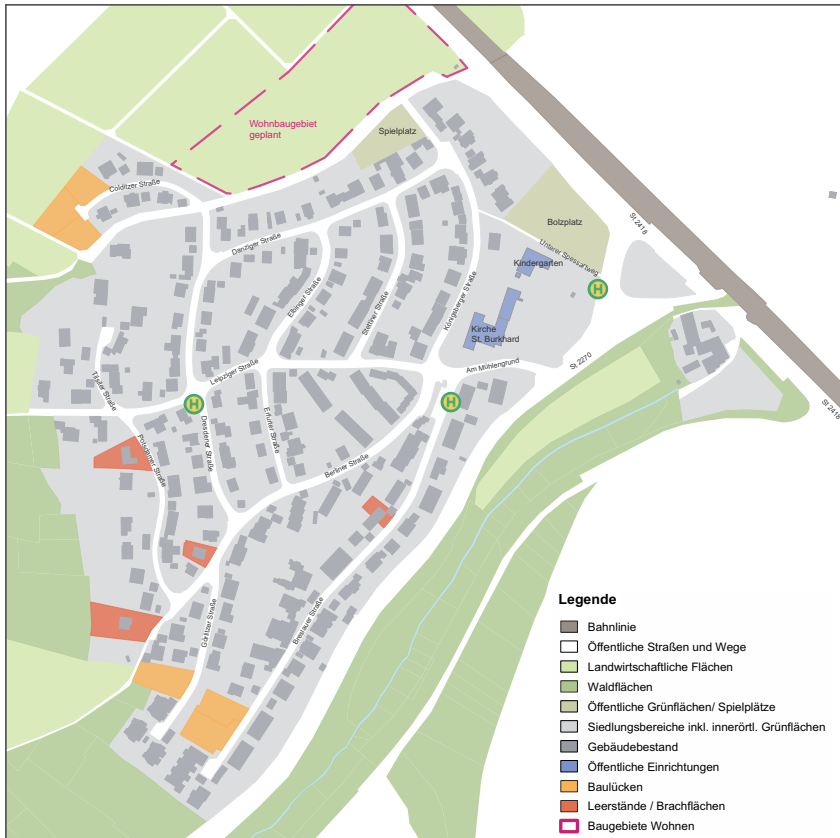 Wohnbaugebiet
geplant
Spielplatz
Colditzer Straße
Bolzplatz
St 2418
Danziger Straße
Unterer Spessartweg
Kindergarten
Elbinger Straße
Stettiner Straße
Königsberger Straße
H
Kirche
St. Burkhard
Leipziger Straße
Am Mühlengrund
St 2270
Tilsiter Straße
H
H
St 2418
Dresdener Straße
Erfurter Straße
Potsdamer Straße
Berliner Straße
Görlitzer Straße
Breslauer Straße
Legende
Bahnlinie
Öffentliche Straßen und Wege
Landwirtschaftliche Flächen
Waldflächen
Öffentliche Grünflächen/ Spielplätze
Siedlungsbereiche inkl. innerörtl. Grünflächen
Gebäudebestand
Öffentliche Einrichtungen
Baulücken
Leerstände / Brachflächen
Baugebiete Wohnen